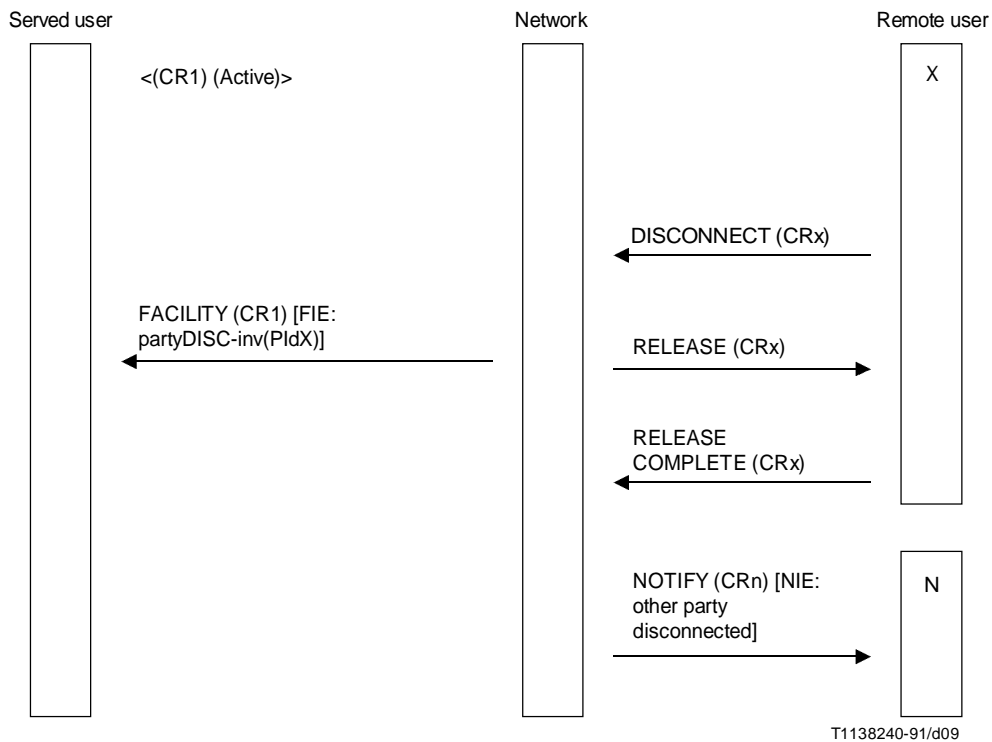 Served user
Network
Remote user
<(CR1) (Active)>
X
DISCONNECT (CRx)
FACILITY (CR1) [FIE:
partyDISC-inv(PIdX)]
RELEASE (CRx)
RELEASE
COMPLETE (CRx)
NOTIFY (CRn) [NIE:
other party
disconnected]
N
T1138240-91/d09